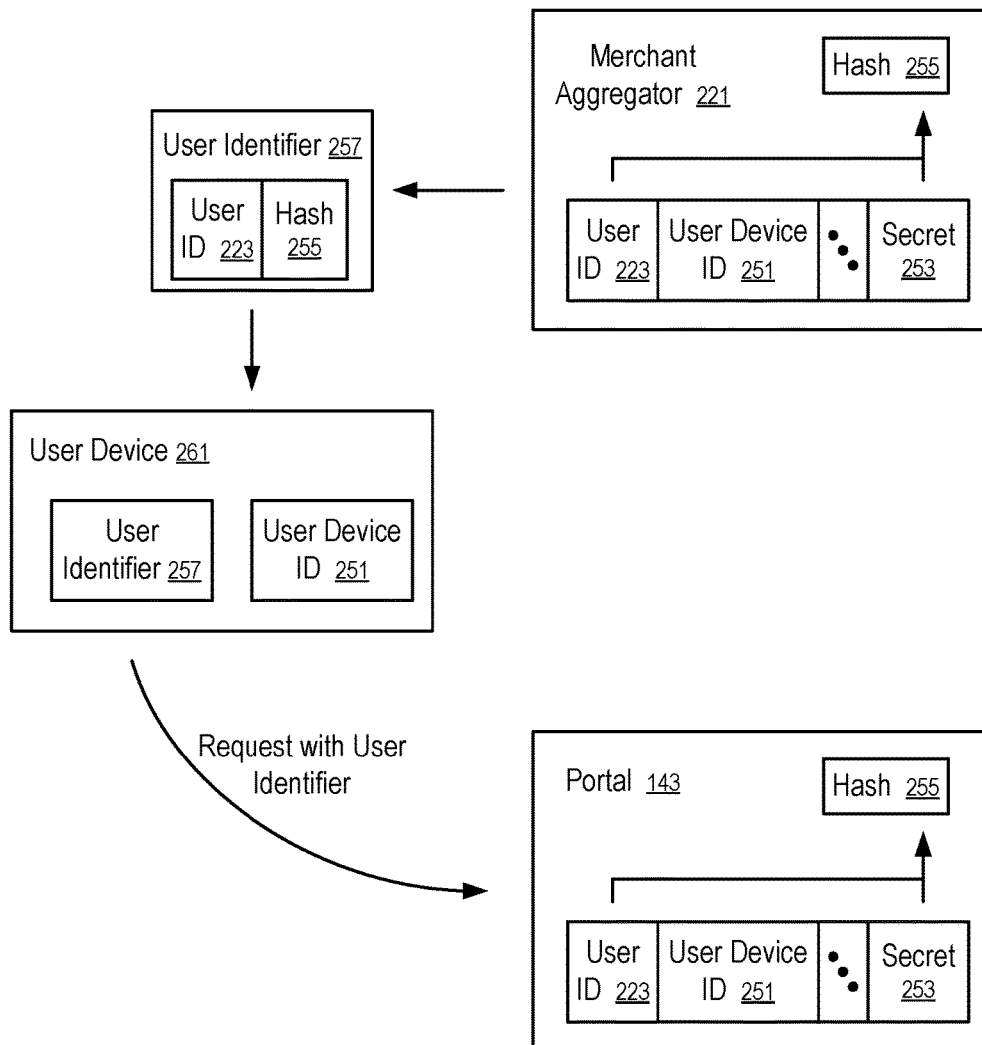 Merchant
Aggregator 221
Hash 255
User Device ID 251 Secret
ID 223 ID 251 253
User Identifier 257
User Hash
ID 223 255
User Device 261
User User Device
Identifier 257 ID 251
Request with User
Identifier
Portal 143
Hash 255
User User Device Secret
ID 223 ID 251 253